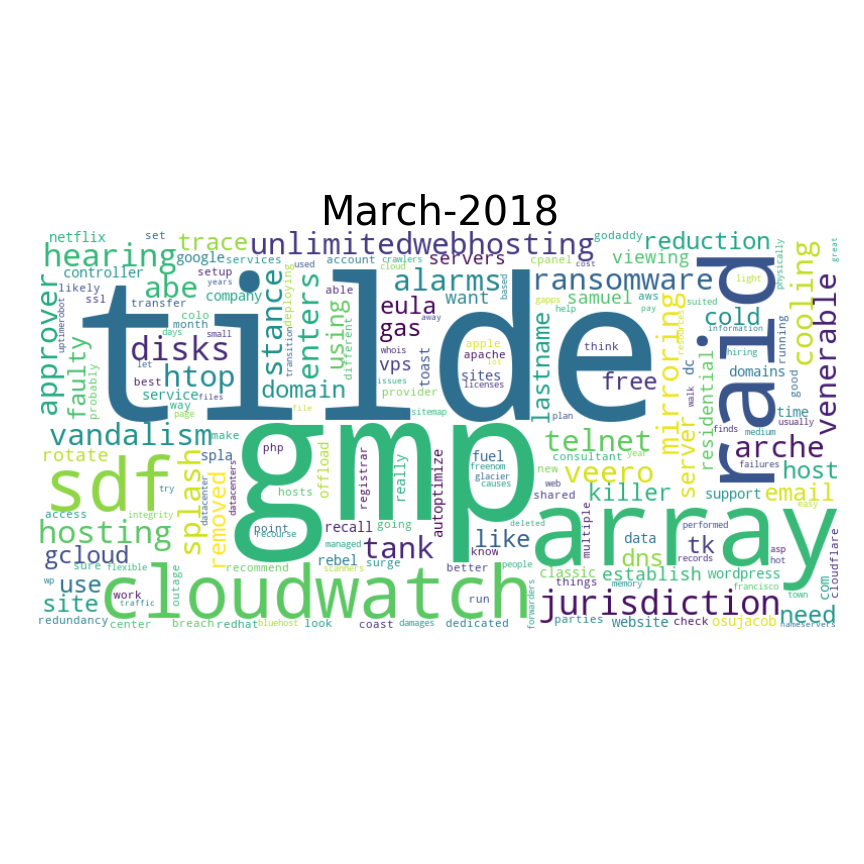 March-2018
netflix set trace unlimitedwebhosting godaddy reduction
hearing google services account crawlers servers cpanel viewing
cloud used cost
controller setup able alarms ransomware light
likely abe years company eula want based gapps samuel aws suited cold
ssl transfer using gas help pay information
approver uptimerobot faulty probably stance enters deploying transition different lastname mirroring resources residential raid cooling venerable physically great
tilde
colo month away hiring running
days small whois apple think dc domains
disks issues vps toast apache lot free walk good
let best htop files sites
service domain provider licenses time
way page file sitemap plan usually
vandalism make php telnet finds medium arche
rotate spla fuel consultant year failures
sdf gmp really new veero host
try splash removed datacenter datacenters offload registrar autoptimize freenom glacier causes web server
hosts shared killer support email
access integrity easy
hosting point recourse recall going deleted array
managed like multiple performed
gcloud rebel tank know data dns records tk asp hot
sure flexible recommend scanners surge better people classic establish wordpress cloudflare
wp use outage cloudwatch things francisco com
site work traffic run forwarders jurisdiction town need
redundancy center breach redhat bluehost look coast damages dedicated parties website check osujacob nameservers